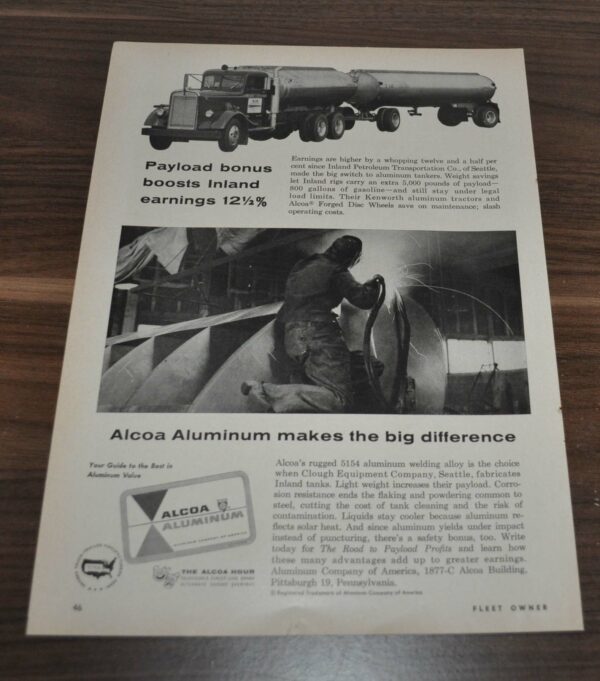 Payload bonus
boosts Inland
earnings 12½%
Earnings are higher by a whopping twelve and a half per
cent since Inland Petroleum Transportation Co., of Seattle,
made the big switch to aluminum tankers. Weight savings
let Inland rigs carry an extra 5,000 pounds of payload—
800 gallons of gasoline—and still stay under legal
load limits. Their Kenworth aluminum tractors and
Alcoa® Forged Disc Wheels save on maintenance; slash
operating costs.
Alcoa Aluminum makes the big difference
Your Guide to the Best in
Aluminum Value
ALCOA
ALUMINUM
ALUMINUM COMPANY OF AMERICA
THE ALCOA HOUR
Alcoa's rugged 5154 aluminum welding alloy is the choice
when Clough Equipment Company, Seattle, fabricates
Inland tanks. Light weight increases their payload. Corro-
sion resistance ends the flaking and powdering common to
steel, cutting the cost of tank cleaning and the risk of
contamination. Liquids stay cooler because aluminum re-
flects solar heat. And since aluminum yields under impact
instead of puncturing, there's a safety bonus, too. Write
today for The Road to Payload Profits and learn how
these many advantages add up to greater earnings.
Aluminum Company of America, 1877-C Alcoa Building,
Pittsburgh 19, Pennsylvania.
® Registered Trademark of Aluminum Company of America
46
FLEET OWNER